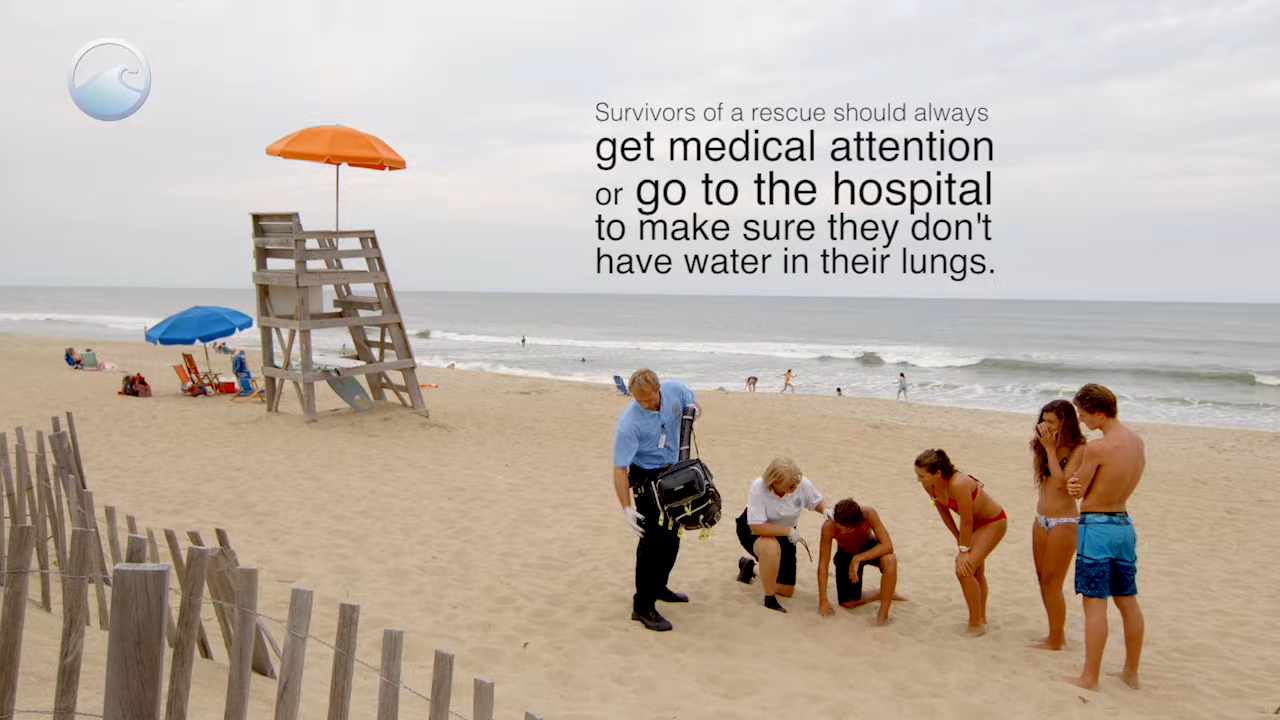 Survivors of a rescue should always
get medical attention
or go to the hospital
to make sure they don't
have water in their lungs.